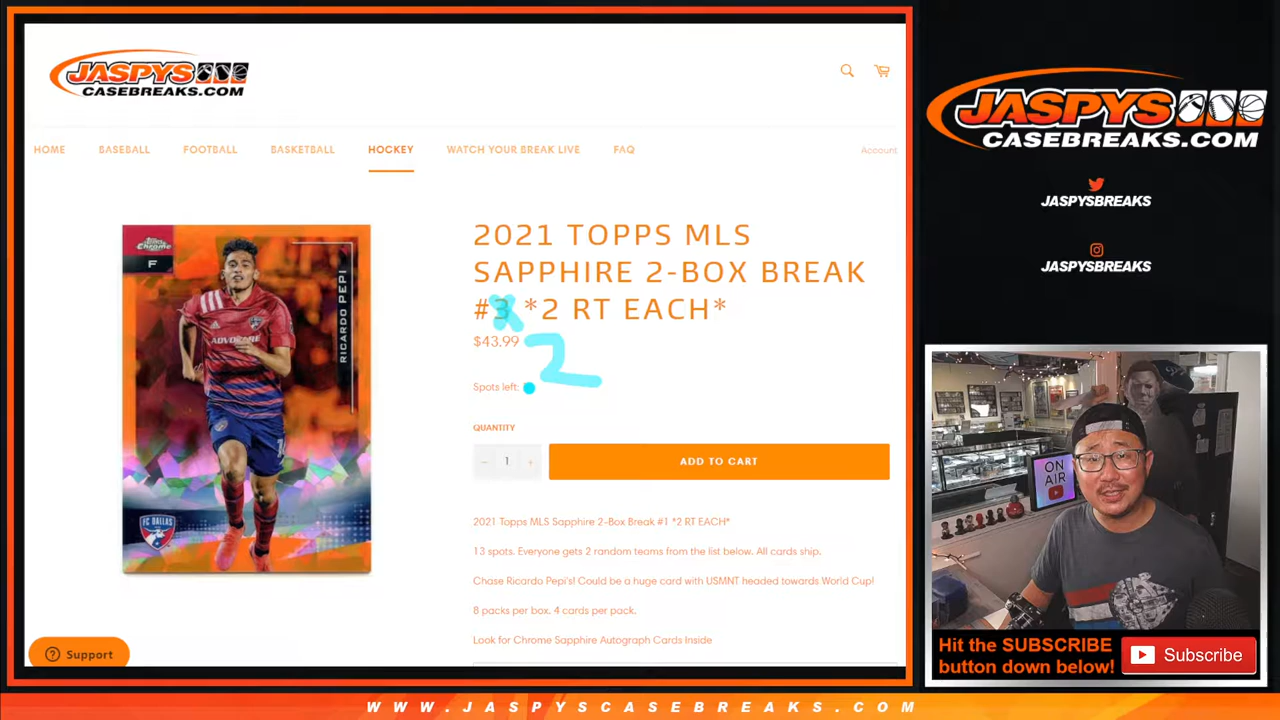 JASPYS
CASEBREAKS.COM
HOME BASEBALL FOOTBALL BASKETBALL HOCKEY WATCH YOUR BREAK LIVE FAQ Account
Topps Chrome
F
RICARDO PEPI
ADVOCARE
FC DALLAS
2021 TOPPS MLS
SAPPHIRE 2-BOX BREAK
#3 *2 RT EACH*
$43.99
2
Spots left:
QUANTITY
− 1 +
ADD TO CART
2021 Topps MLS Sapphire 2-Box Break #1 *2 RT EACH*
13 spots. Everyone gets 2 random teams from the list below. All cards ship.
Chase Ricardo Pepi's! Could be a huge card with USMNT headed towards World Cup!
8 packs per box. 4 cards per pack.
Look for Chrome Sapphire Autograph Cards Inside
Support
JASPYS
CASEBREAKS.COM
JASPYSBREAKS
JASPYSBREAKS
ON
AIR
Hit the SUBSCRIBE
button down below!
Subscribe
WWW.JASPYSCASEBREAKS.COM